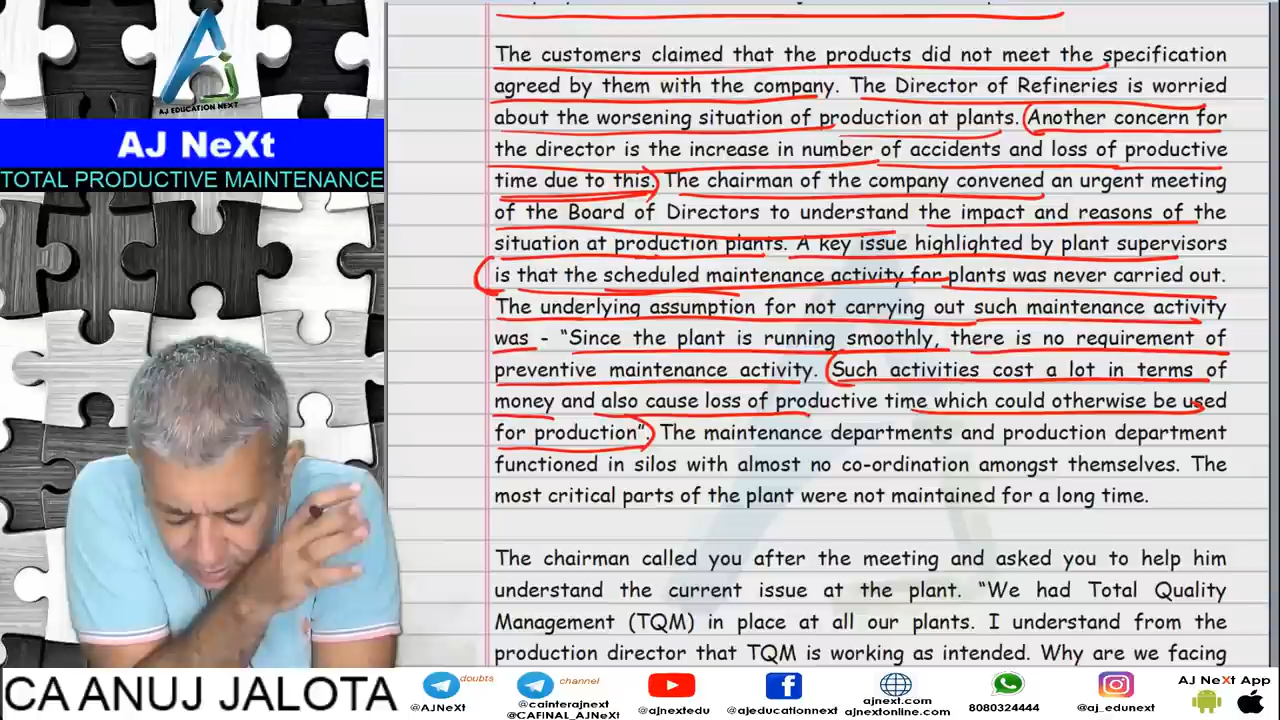 AJ EDUCATION NEXT
AJ NeXt
TOTAL PRODUCTIVE MAINTENANCE
The customers claimed that the products did not meet the specification
agreed by them with the company. The Director of Refineries is worried
about the worsening situation of production at plants. Another concern for
the director is the increase in number of accidents and loss of productive
time due to this. The chairman of the company convened an urgent meeting
of the Board of Directors to understand the impact and reasons of the
situation at production plants. A key issue highlighted by plant supervisors
is that the scheduled maintenance activity for plants was never carried out.
The underlying assumption for not carrying out such maintenance activity
was - “Since the plant is running smoothly, there is no requirement of
preventive maintenance activity. Such activities cost a lot in terms of
money and also cause loss of productive time which could otherwise be used
for production”. The maintenance departments and production department
functioned in silos with almost no co-ordination amongst themselves. The
most critical parts of the plant were not maintained for a long time.
The chairman called you after the meeting and asked you to help him
understand the current issue at the plant. “We had Total Quality
Management (TQM) in place at all our plants. I understand from the
production director that TQM is working as intended. Why are we facing
CA ANUJ JALOTA
doubts
@AJNeXt
channel
@cainterajnext
@CAFINAL_AJNeXt
@ajnextedu
@ajeducationnext
ajnext.com
ajnextonline.com
8080324444
@aj_edunext
AJ NeXt App